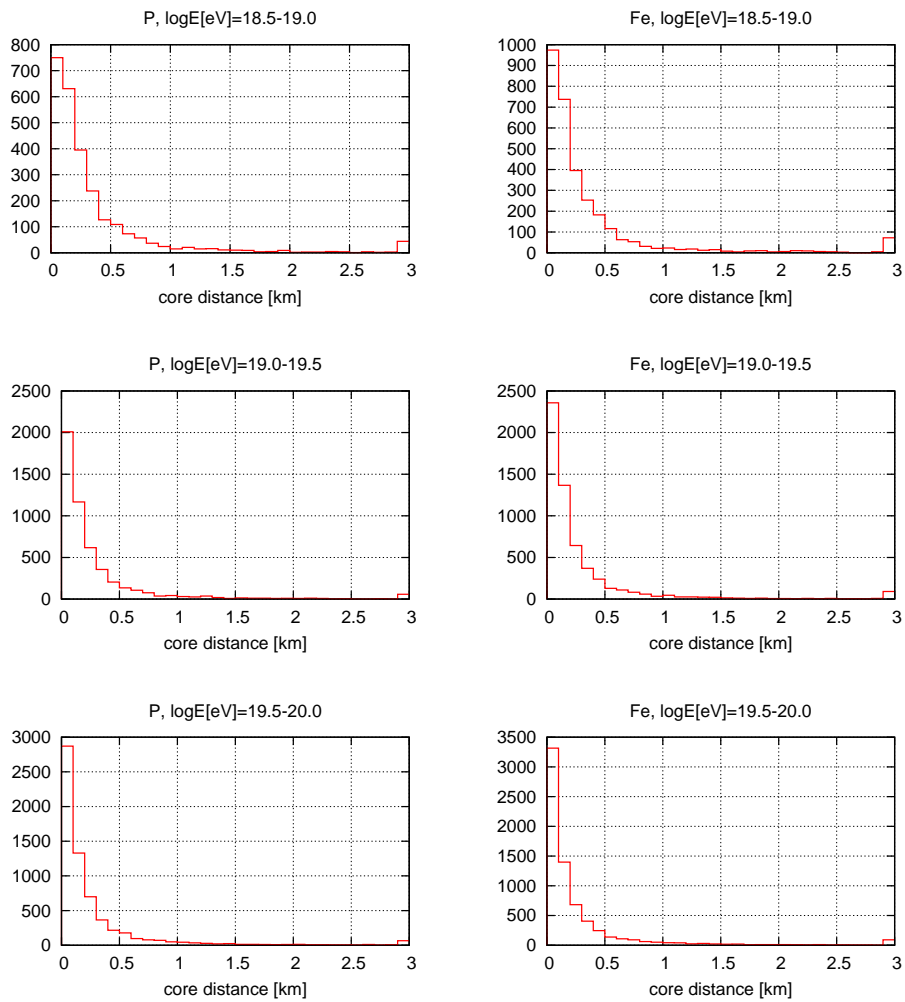 P, logE[eV]=18.5-19.0
800
700
600
500
400
300
200
100
0
0 0.5 1 1.5 2 2.5 3
core distance [km]
Fe, logE[eV]=18.5-19.0
1000
900
800
700
600
500
400
300
200
100
0
0 0.5 1 1.5 2 2.5 3
core distance [km]
P, logE[eV]=19.0-19.5
2500
2000
1500
1000
500
0
0 0.5 1 1.5 2 2.5 3
core distance [km]
Fe, logE[eV]=19.0-19.5
2500
2000
1500
1000
500
0
0 0.5 1 1.5 2 2.5 3
core distance [km]
P, logE[eV]=19.5-20.0
3000
2500
2000
1500
1000
500
0
0 0.5 1 1.5 2 2.5 3
core distance [km]
Fe, logE[eV]=19.5-20.0
3500
3000
2500
2000
1500
1000
500
0
0 0.5 1 1.5 2 2.5 3
core distance [km]